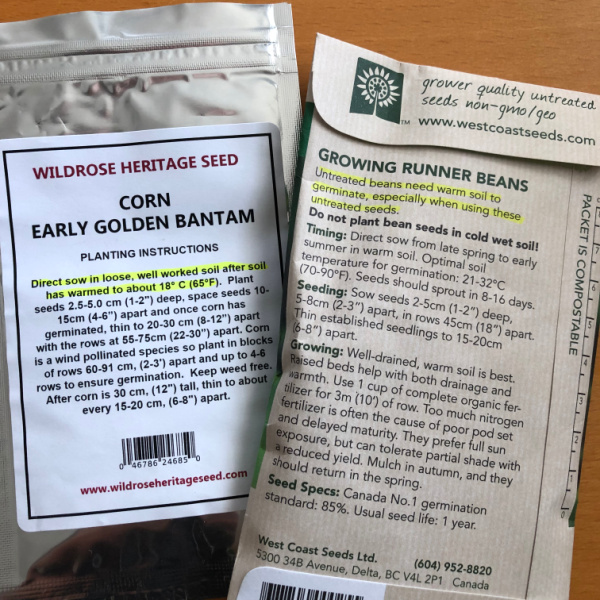 WILDROSE HERITAGE SEED
CORN
EARLY GOLDEN BANTAM
PLANTING INSTRUCTIONS
Direct sow in loose, well worked soil after soil
has warmed to about 18° C (65°F). Plant
seeds 2.5-5.0 cm (1-2") deep, space seeds 10-
15cm (4-6") apart and once corn has
germinated, thin to 20-30 cm (8-12") apart
with the rows at 55-75cm (22-30") apart. Corn
is a wind pollinated species so plant in blocks
of rows 60-91 cm, (2-3') apart and up to 4-6
rows to ensure germination. Keep weed free.
After corn is 30 cm, (12") tall, thin to about
every 15-20 cm, (6-8") apart.
0 46786 24685 0
www.wildroseheritageseed.com
grower quality untreated
seeds non-gmo/geo
TM
www.westcoastseeds.com
GROWING RUNNER BEANS
Untreated beans need warm soil to
germinate, especially when using these
untreated seeds.
Do not plant bean seeds in cold wet soil!
Timing: Direct sow from late spring to early
summer in warm soil. Optimal soil
temperature for germination: 21-32°C
(70-90°F). Seeds should sprout in 8-16 days.
Seeding: Sow seeds 2-5cm (1-2") deep,
5-8cm (2-3") apart, in rows 45cm (18") apart.
Thin established seedlings to 15-20cm
(6-8") apart.
Growing: Well-drained, warm soil is best.
Raised beds help with both drainage and
warmth. Use 1 cup of complete organic fer-
tilizer for 3m (10') of row. Too much nitrogen
fertilizer is often the cause of poor pod set
and delayed maturity. They prefer full sun
exposure, but can tolerate partial shade with
a reduced yield. Mulch in autumn, and they
should return in the spring.
Seed Specs: Canada No.1 germination
standard: 85%. Usual seed life: 1 year.
West Coast Seeds Ltd. (604) 952-8820
5300 34B Avenue, Delta, BC V4L 2P1 Canada
PACKET IS COMPOSTABLE
5
4
3
2
1
0